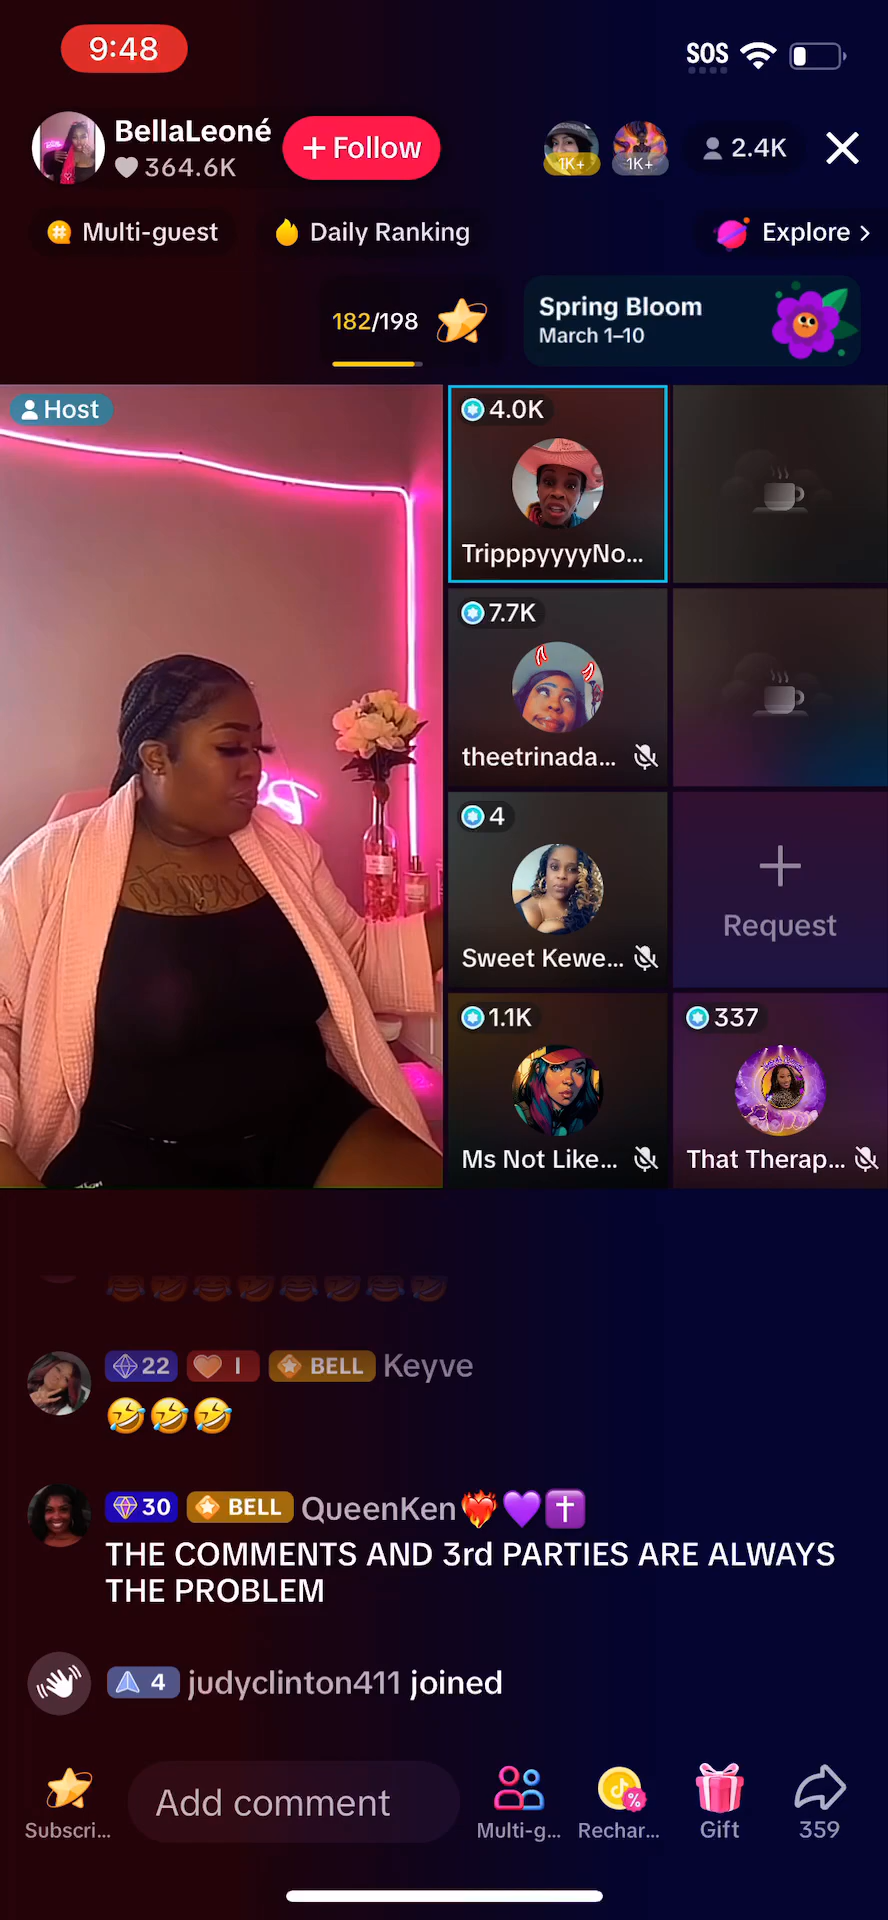 9:48
SOS
BellaLeoné
364.6K
+ Follow
1K+
1K+
2.4K
Multi-guest
Daily Ranking
Explore >
182/198
Spring Bloom
March 1–10
Host
4.0K
TripppyyyyNo...
7.7K
theetrinada...
4
Sweet Kewe...
Request
1.1K
Ms Not Like...
337
That Therap...
22 I BELL Keyve
30 BELL QueenKen
THE COMMENTS AND 3rd PARTIES ARE ALWAYS
THE PROBLEM
4 judyclinton411 joined
Add comment
Subscri...
Multi-g...
Rechar...
Gift
359